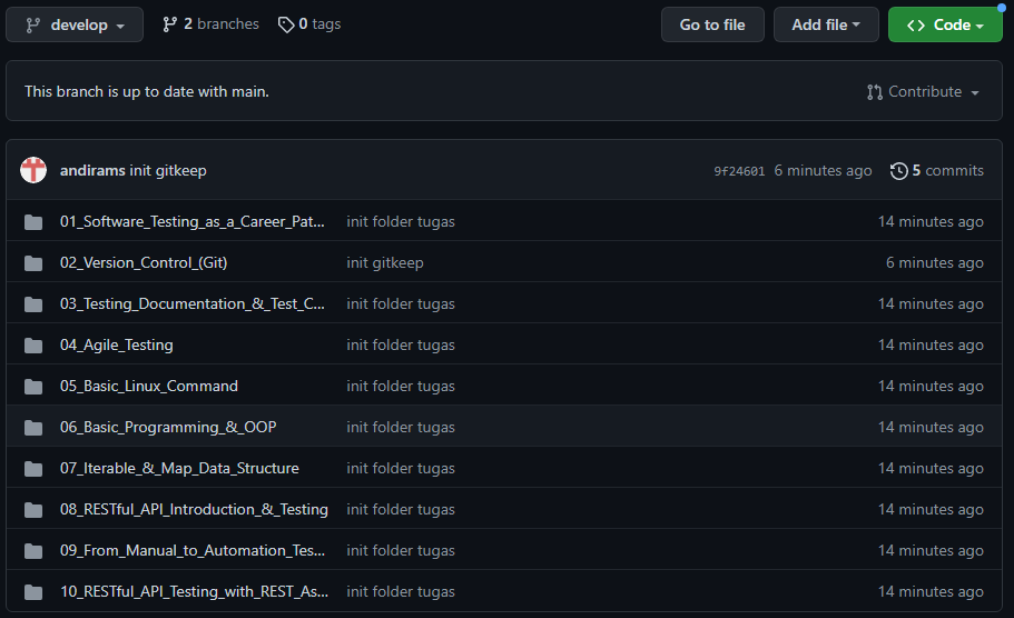 develop 2 branches 0 tags Go to file Add file Code
This branch is up to date with main. Contribute
andirams init gitkeep 9f24601 6 minutes ago 5 commits
01_Software_Testing_as_a_Career_Pat... init folder tugas 14 minutes ago
02_Version_Control_(Git) init gitkeep 6 minutes ago
03_Testing_Documentation_&_Test_C... init folder tugas 14 minutes ago
04_Agile_Testing init folder tugas 14 minutes ago
05_Basic_Linux_Command init folder tugas 14 minutes ago
06_Basic_Programming_&_OOP init folder tugas 14 minutes ago
07_Iterable_&_Map_Data_Structure init folder tugas 14 minutes ago
08_RESTful_API_Introduction_&_Testing init folder tugas 14 minutes ago
09_From_Manual_to_Automation_Tes... init folder tugas 14 minutes ago
10_RESTful_API_Testing_with_REST_As... init folder tugas 14 minutes ago